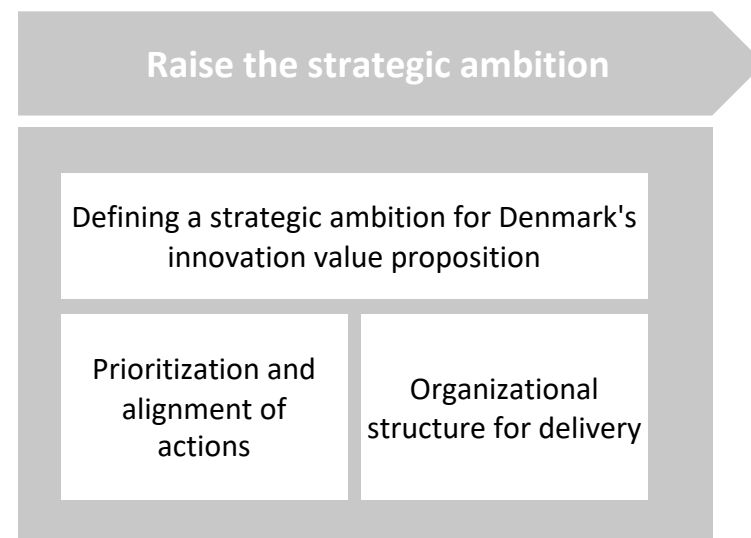 Raise the strategic ambition
Defining a strategic ambition for Denmark's
innovation value proposition
Prioritization and
alignment of
actions
Organizational
structure for delivery